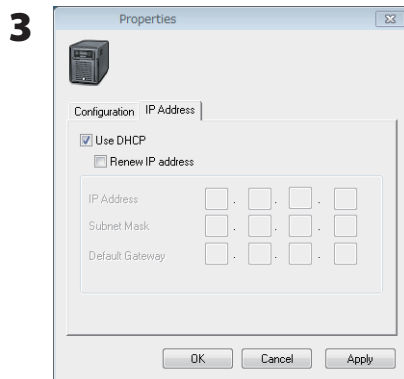 3
Properties
Configuration IP Address
Use DHCP
Renew IP address
IP Address . . .
Subnet Mask . . .
Default Gateway . . .
OK Cancel Apply